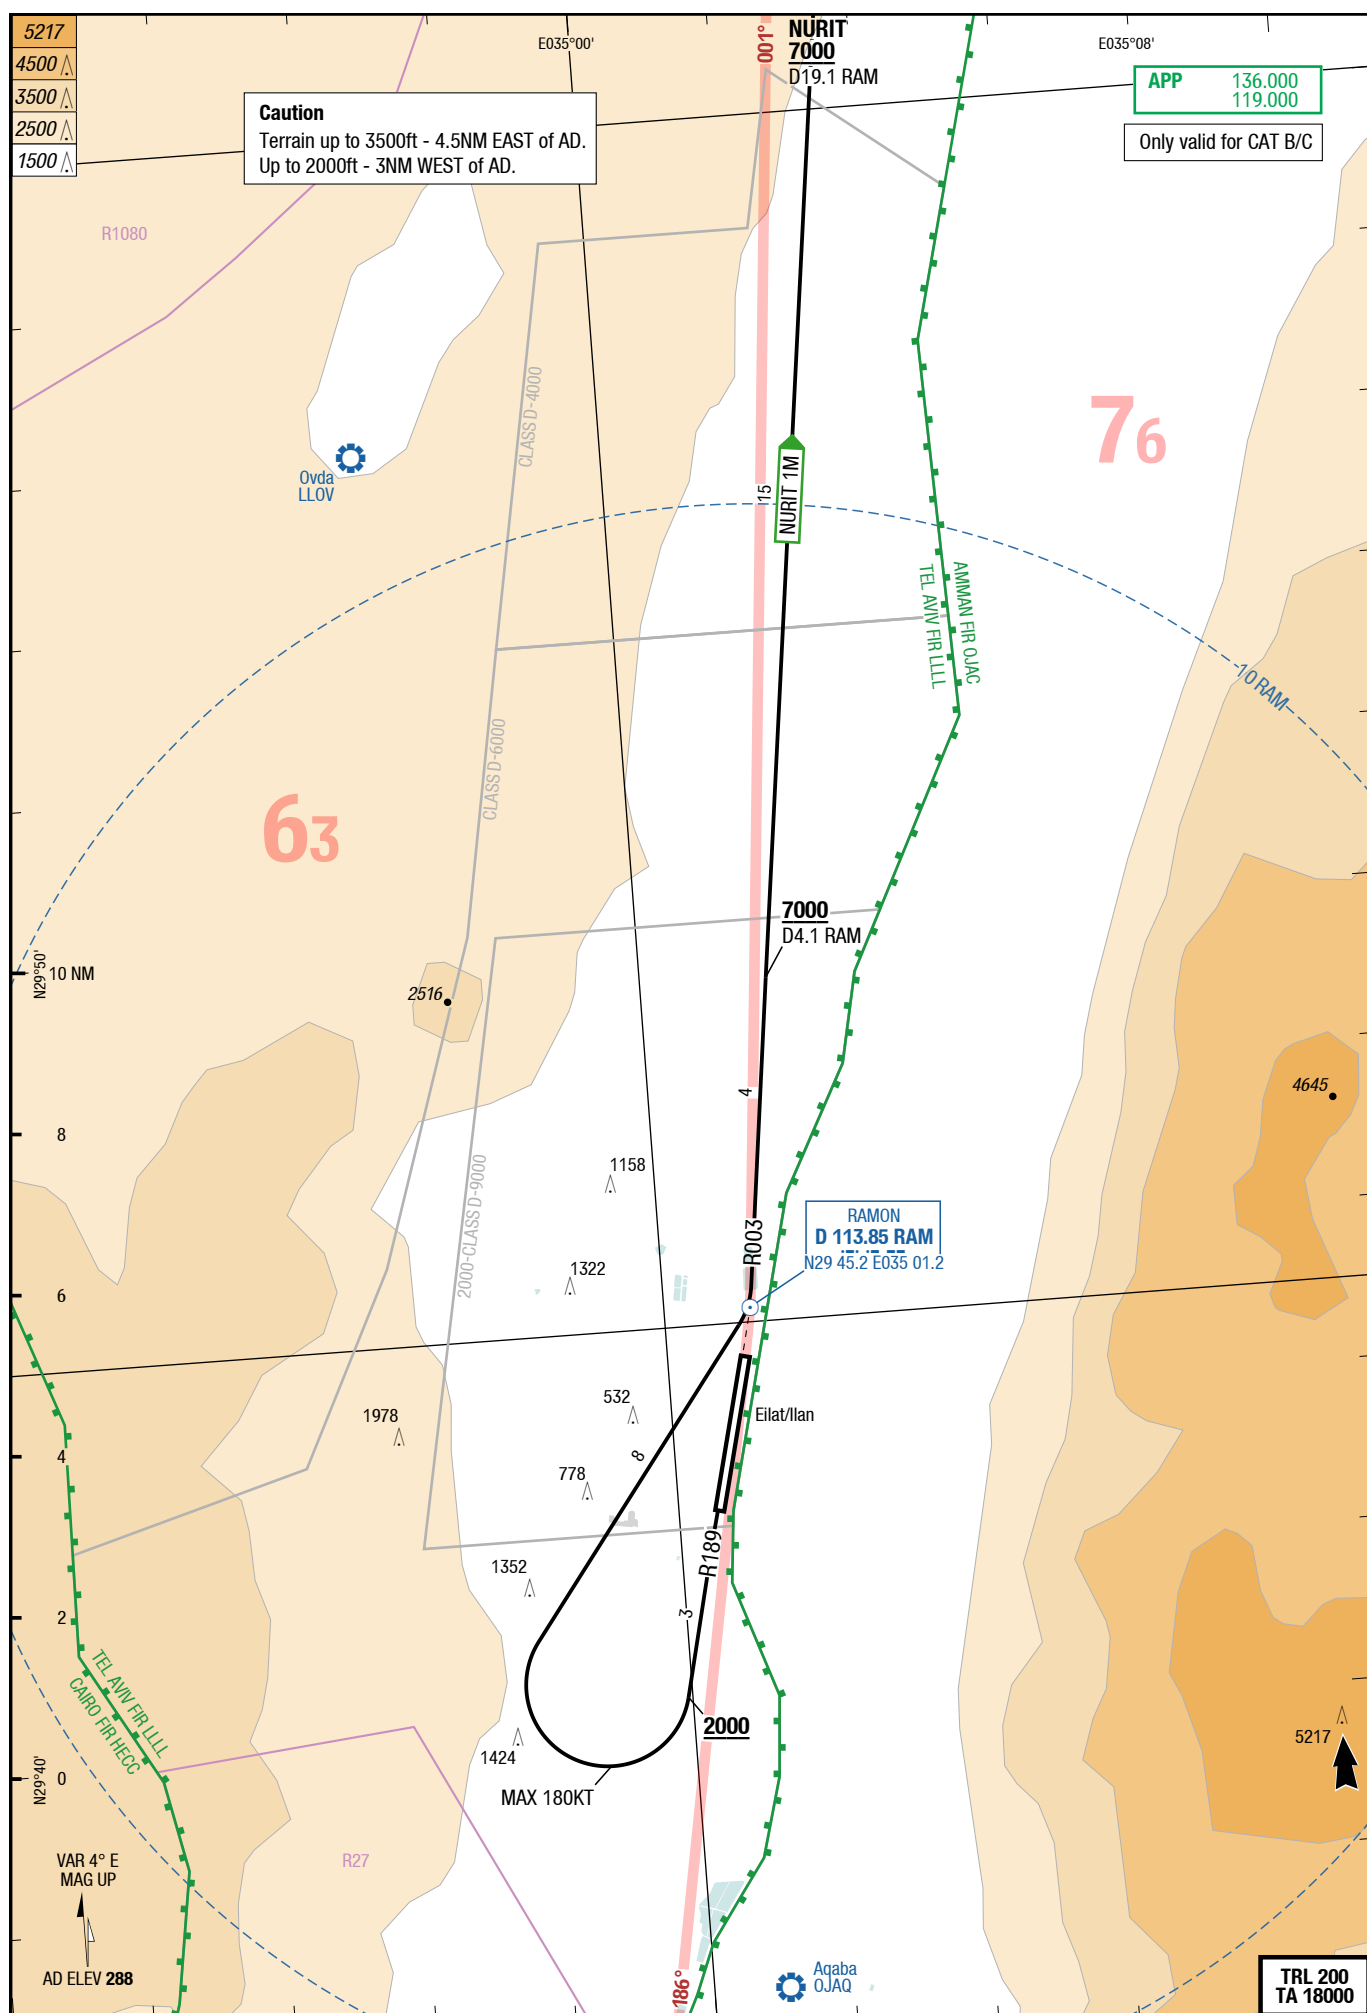 5217
4500
3500
2500
1500
E035°00'
001°
NURIT
7000
D19.1 RAM
E035°08'
APP 136.000
119.000
Only valid for CAT B/C
Caution
Terrain up to 3500ft - 4.5NM EAST of AD.
Up to 2000ft - 3NM WEST of AD.
R1080
CLASS D-4000
76
Ovda
LLOV
15
NURIT 1M
AMMAN FIR OJAC
TEL AVIV FIR LLLL
10 RAM
CLASS D-6000
63
7000
D4.1 RAM
N29°50'
10 NM
2516
4645
4
8
1158
2000-CLASS D-9000
R003
RAMON
D 113.85 RAM
N29 45.2 E035 01.2
1322
6
532
Eilat/Ilan
1978
8
4
778
1352
R189
3
2
TEL AVIV FIR LLLL
CAIRO FIR HECC
2000
5217
1424
N29°40'
0
MAX 180KT
R27
VAR 4° E
MAG UP
AD ELEV 288
186°
Aqaba
OJAQ
TRL 200
TA 18000